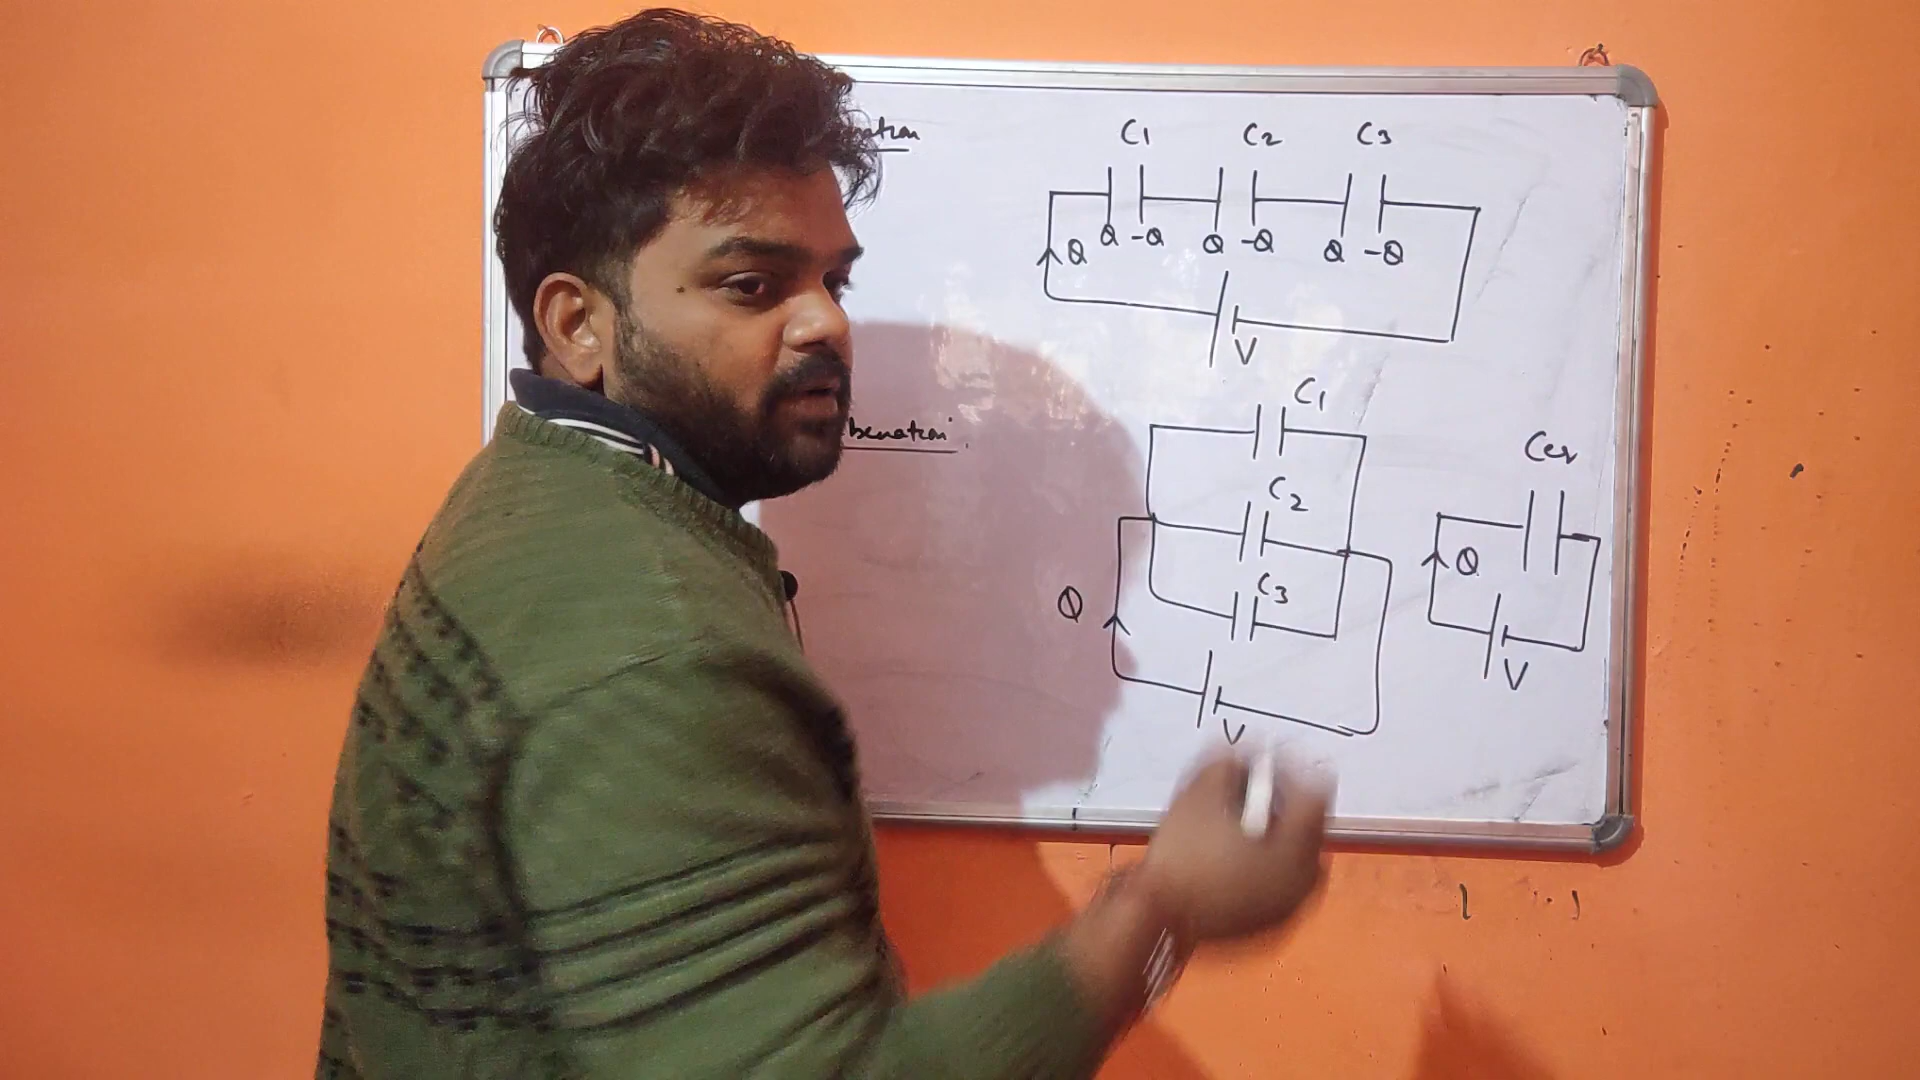 C1 C2 C3
Q Q -Q Q -Q Q -Q
V
C1
C2
C3
Q
V
Ceq
Q
V